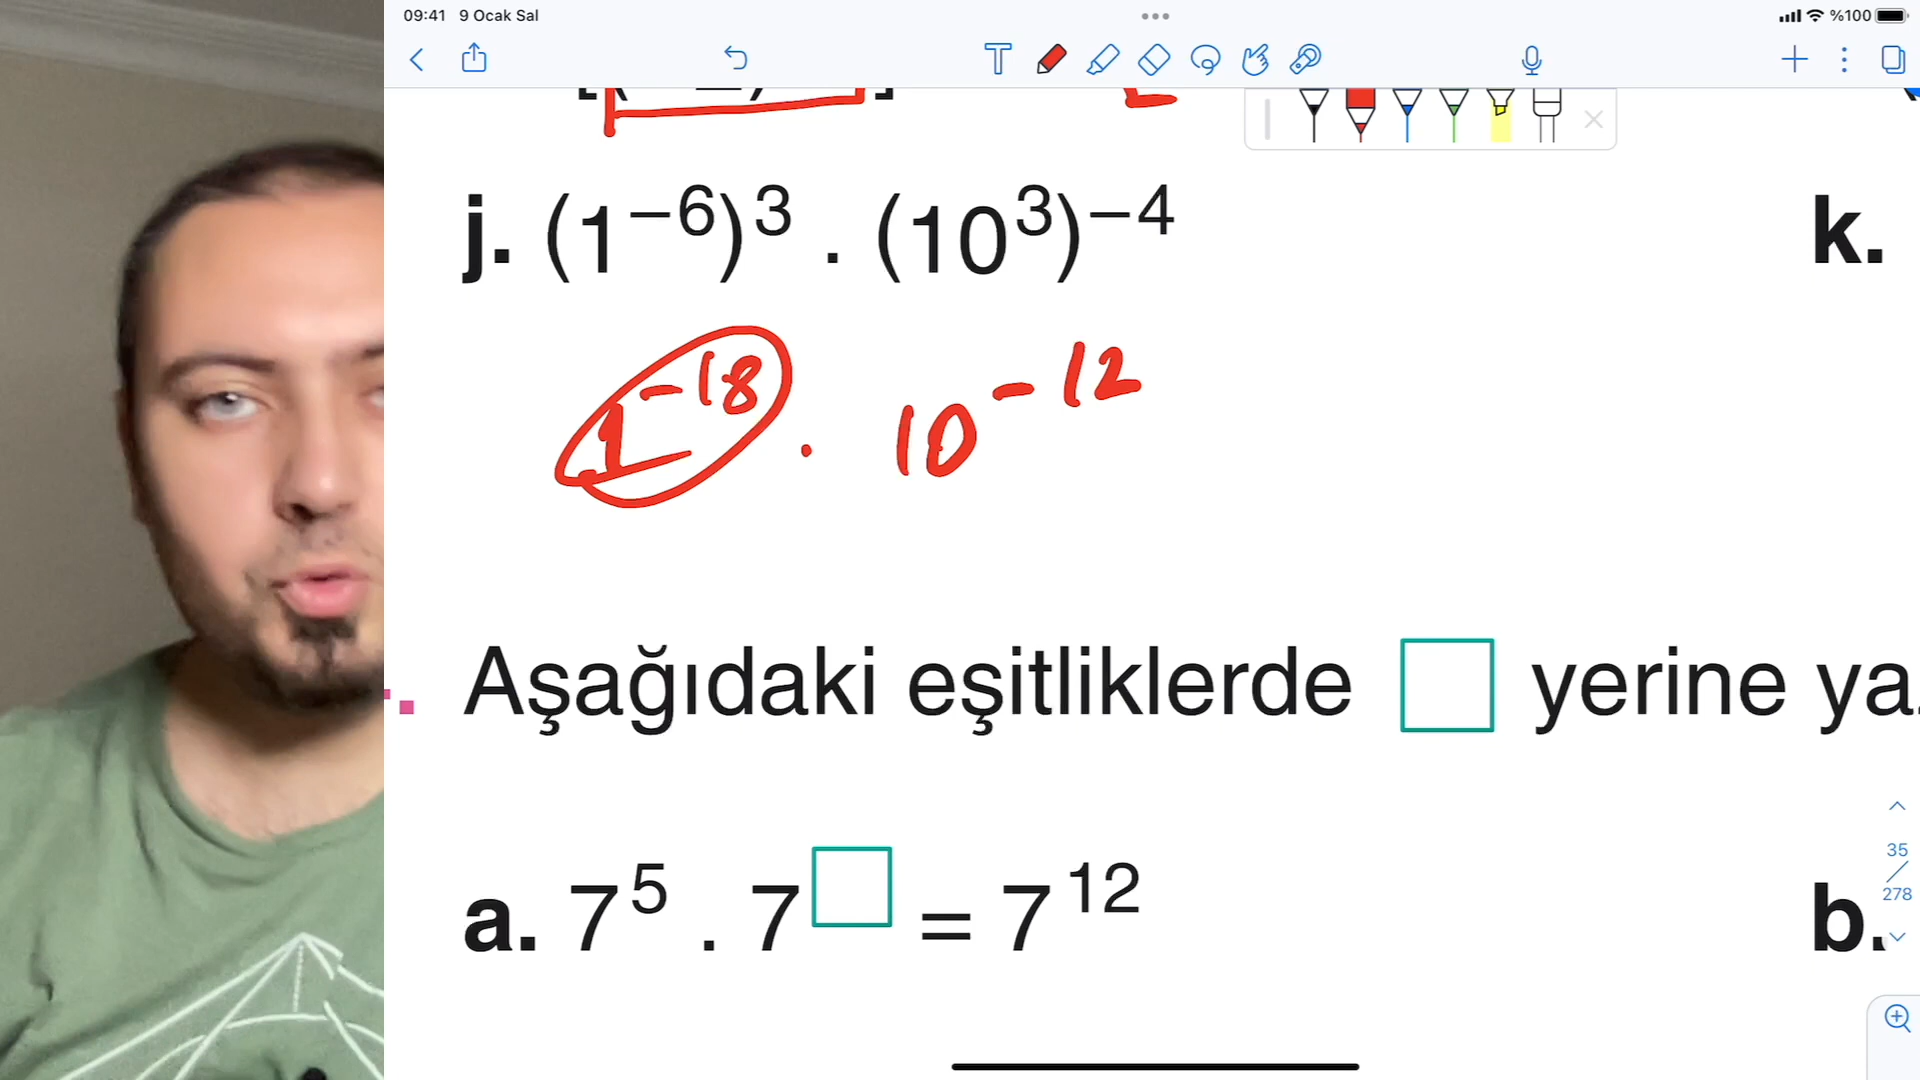 09:41 9 Ocak Sal
%100
j. (1⁻⁶)³ . (10³)⁻⁴
k.
1⁻¹⁸ . 10⁻¹²
. Aşağıdaki eşitliklerde □ yerine ya
a. 7⁵ . 7^□ = 7¹²
b.
35
278